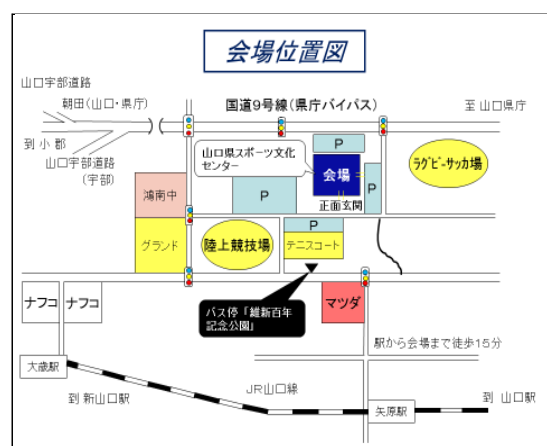 会場位置図
山口宇部道路
朝田(山口・県庁)
国道9号線(県庁バイパス)
至 山口県庁
到 小郡
山口宇部道路
(宇部)
山口県スポーツ文化
センター
P
会場
P
ラグビーサッカ場
鴻南中
P
正面玄関
グランド
陸上競技場
P
テニスコート
ナフコ
ナフコ
バス停「維新百年
記念公園」
マツダ
駅から会場まで徒歩15分
大歳駅
到 新山口駅
JR山口線
矢原駅
到 山口駅